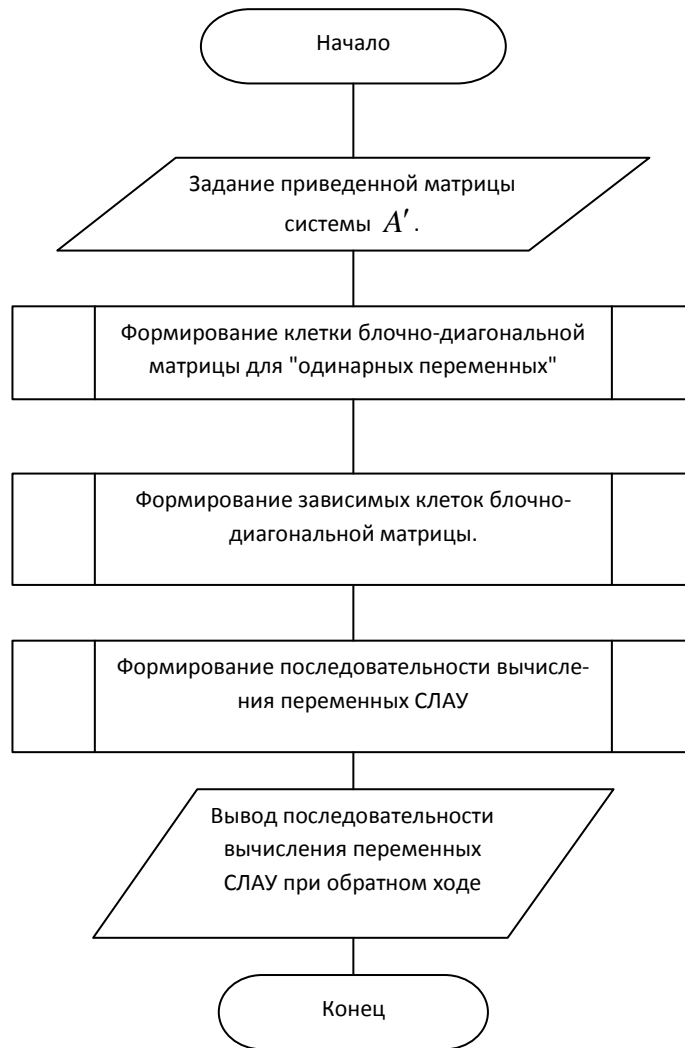 Начало
Задание приведенной матрицы
системы A′.
Формирование клетки блочно-диагональной
матрицы для "одинарных переменных"
Формирование зависимых клеток блочно-
диагональной матрицы.
Формирование последовательности вычисле-
ния переменных СЛАУ
Вывод последовательности
вычисления переменных
СЛАУ при обратном ходе
Конец